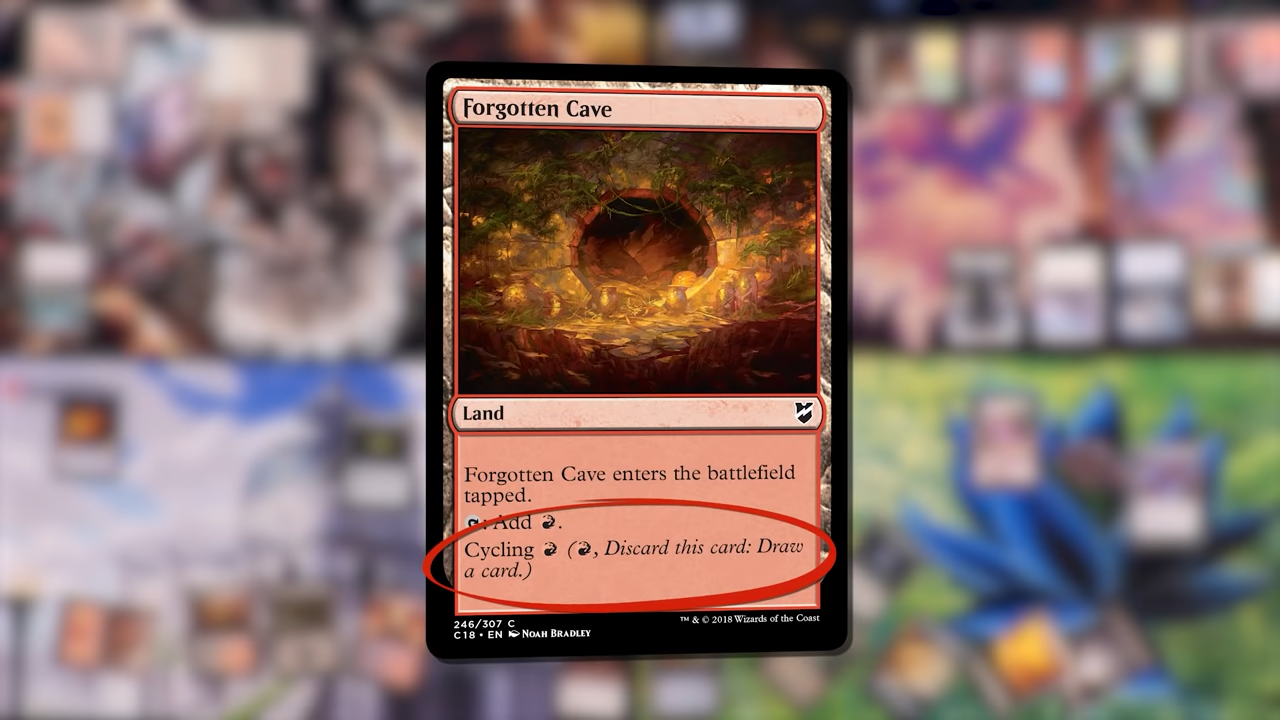 Forgotten Cave
Land
Forgotten Cave enters the battlefield
tapped.
: Add .
Cycling (, Discard this card: Draw
a card.)
246/307 C
C18 • EN Noah Bradley
™ & © 2018 Wizards of the Coast